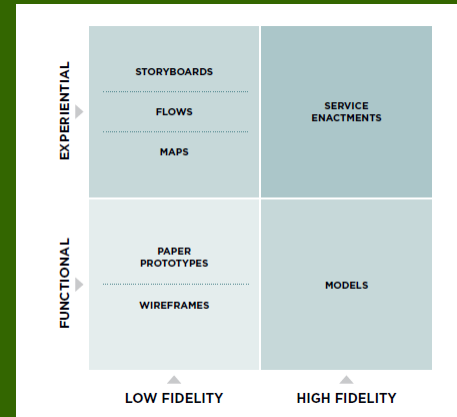 EXPERIENTIAL
STORYBOARDS
FLOWS
MAPS
SERVICE
ENACTMENTS
FUNCTIONAL
PAPER
PROTOTYPES
WIREFRAMES
MODELS
LOW FIDELITY
HIGH FIDELITY